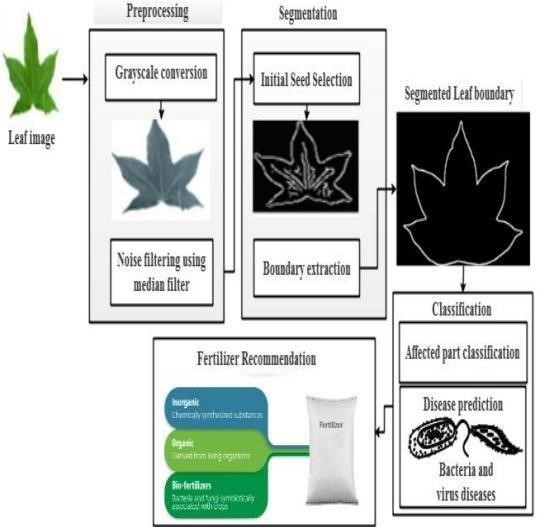 Preprocessing
Segmentation
Leaf image
Grayscale conversion
Noise filtering using
median filter
Initial Seed Selection
Boundary extraction
Segmented Leaf boundary
Classification
Affected part classification
Disease prediction
Bacteria and
virus diseases
Fertilizer Recommendation
Inorganic
Chemically synthesized substances
Organic
Derived from living organisms
Bio-fertilizers
Bacteria and fungi symbiotically
associated with crops
Fertilizer